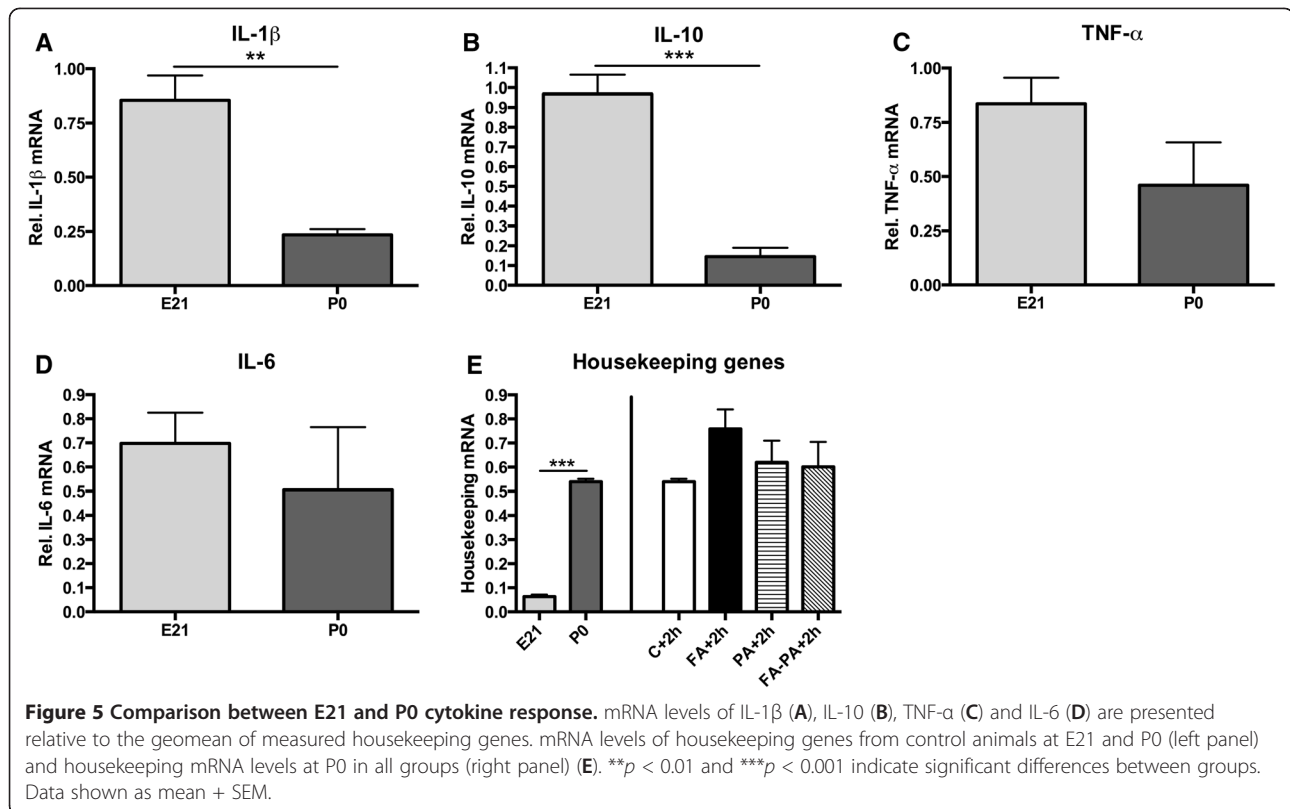 A
IL-1β
**
1.00
0.75
0.50
0.25
0.00
Rel. IL-1β mRNA
E21 P0
B
IL-10
***
1.1
1.0
0.9
0.8
0.7
0.6
0.5
0.4
0.3
0.2
0.1
0.0
Rel. IL-10 mRNA
E21 P0
C
TNF-α
1.00
0.75
0.50
0.25
0.00
Rel. TNF-α mRNA
E21 P0
D
IL-6
0.9
0.8
0.7
0.6
0.5
0.4
0.3
0.2
0.1
0.0
Rel. IL-6 mRNA
E21 P0
E
Housekeeping genes
***
0.9
0.8
0.7
0.6
0.5
0.4
0.3
0.2
0.1
0.0
Housekeeping mRNA
E21 P0 C+2h FA+2h PA+2h FA-PA+2h
Figure 5 Comparison between E21 and P0 cytokine response. mRNA levels of IL-1β (A), IL-10 (B), TNF-α (C) and IL-6 (D) are presented
relative to the geomean of measured housekeeping genes. mRNA levels of housekeeping genes from control animals at E21 and P0 (left panel)
and housekeeping mRNA levels at P0 in all groups (right panel) (E). **p < 0.01 and ***p < 0.001 indicate significant differences between groups.
Data shown as mean + SEM.